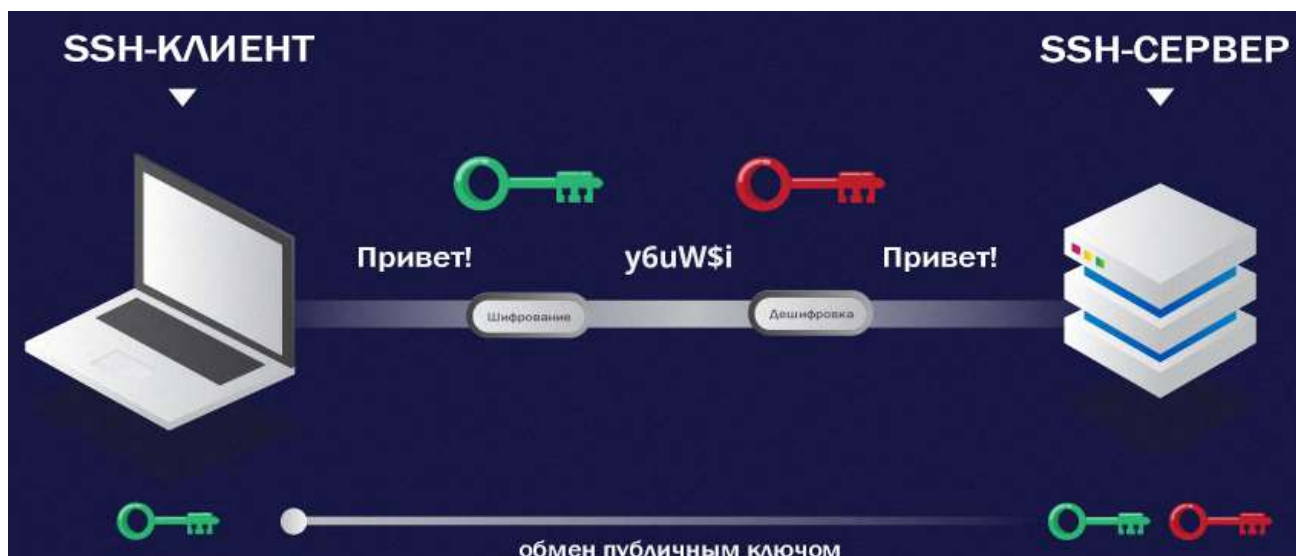 SSH-КЛИЕНТ
SSH-СЕРВЕР
Привет!
y6uW$i
Привет!
Шифрование
Дешифровка
обмен публичным ключом